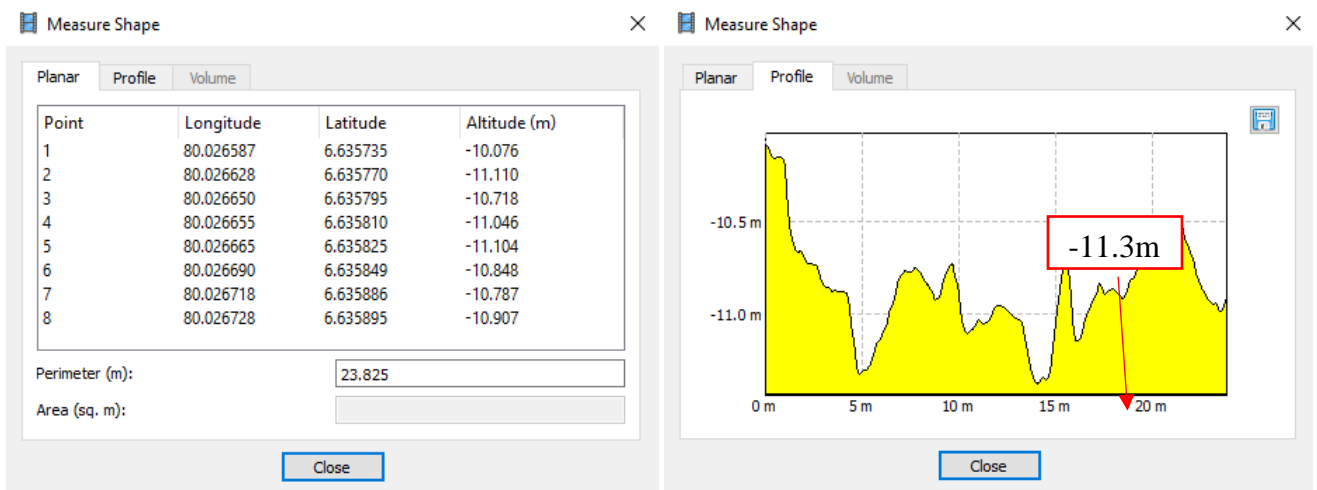 Measure Shape
Planar Profile Volume
Point Longitude Latitude Altitude (m)
1 80.026587 6.635735 -10.076
2 80.026628 6.635770 -11.110
3 80.026650 6.635795 -10.718
4 80.026655 6.635810 -11.046
5 80.026665 6.635825 -11.104
6 80.026690 6.635849 -10.848
7 80.026718 6.635886 -10.787
8 80.026728 6.635895 -10.907
Perimeter (m): 23.825
Area (sq. m):
Close
Measure Shape
Planar Profile Volume
-10.5 m
-11.3m
-11.0 m
0 m 5 m 10 m 15 m 20 m
Close